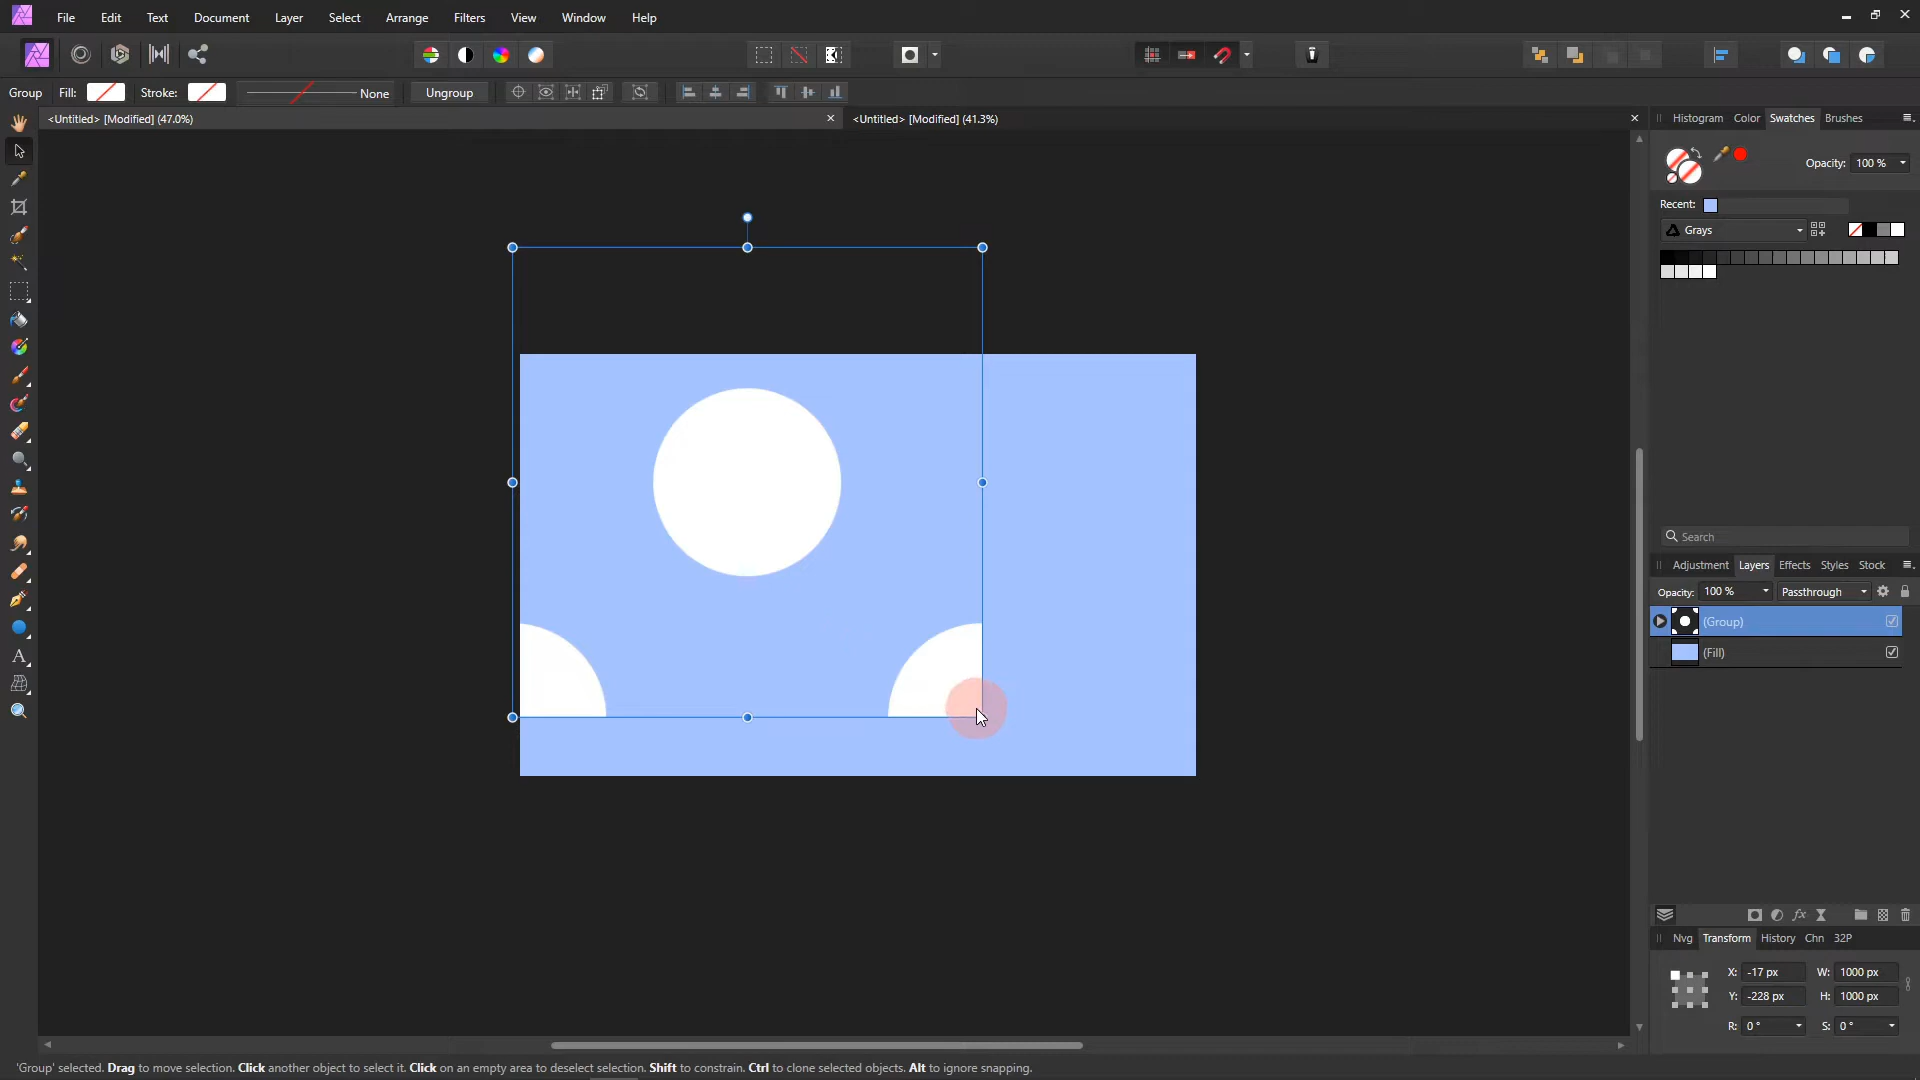 File Edit Text Document Layer Select Arrange Filters View Window Help
Group Fill: Stroke: None Ungroup
<Untitled> [Modified] (47.0%)
<Untitled> [Modified] (41.3%)
Histogram Color Swatches Brushes
Opacity: 100 %
Recent:
Grays
Search
Adjustment Layers Effects Styles Stock
Opacity: 100 % Passthrough
(Group)
(Fill)
fx
Nvg Transform History Chn 32P
X: -17 px W: 1000 px
Y: -228 px H: 1000 px
R: 0 ° S: 0 °
'Group' selected. Drag to move selection. Click another object to select it. Click on an empty area to deselect selection. Shift to constrain. Ctrl to clone selected objects. Alt to ignore snapping.